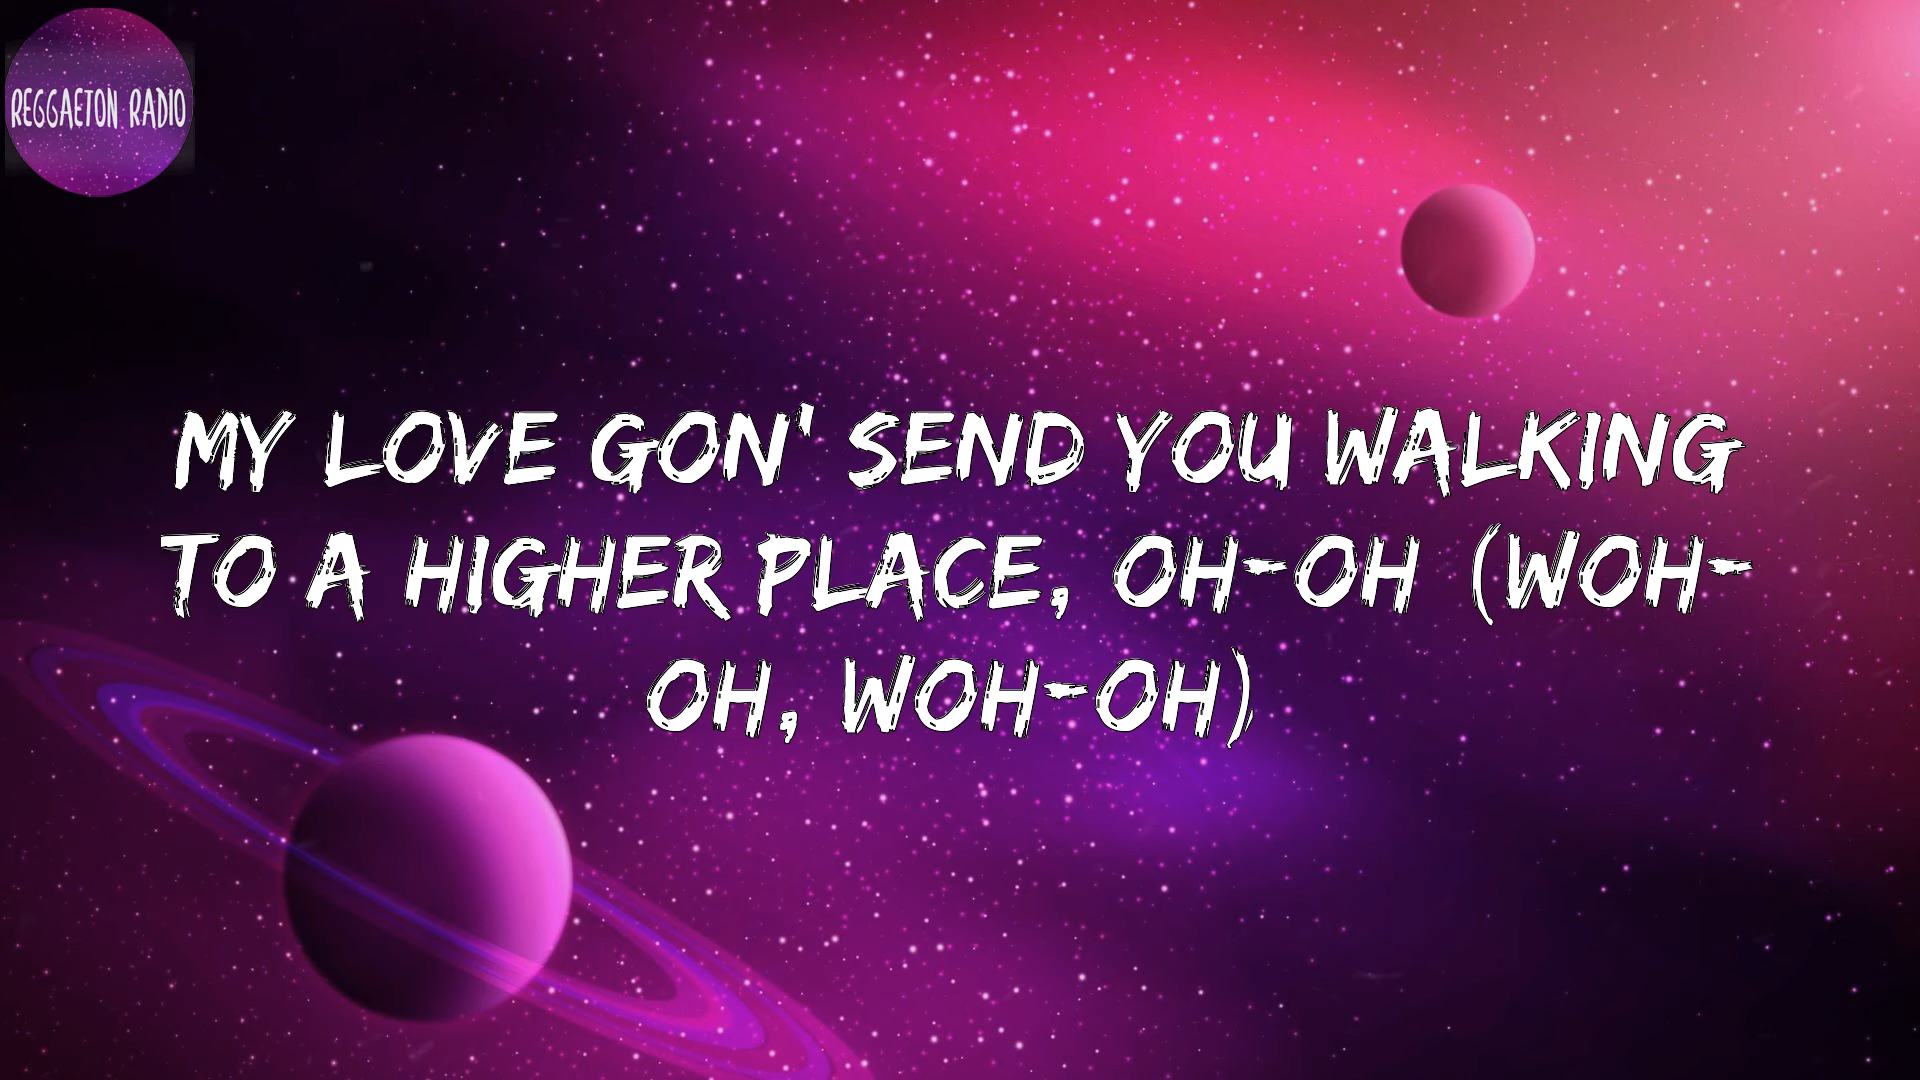 REGGAETON RADIO
MY LOVE GON' SEND YOU WALKING
TO A HIGHER PLACE, OH-OH (WOH-
OH, WOH-OH)